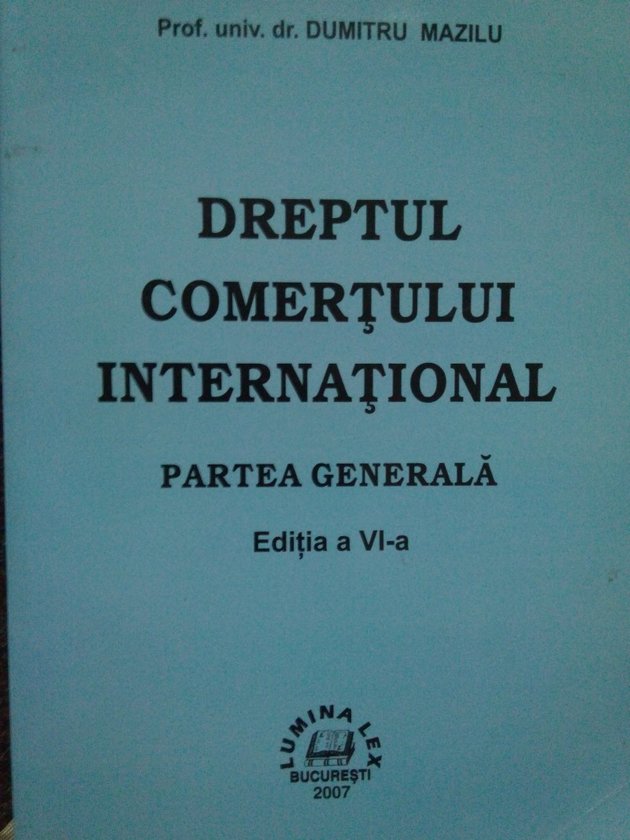 Prof. univ. dr. DUMITRU MAZILU
DREPTUL
COMERŢULUI
INTERNAŢIONAL
PARTEA GENERALĂ
Ediţia a VI-a
LUMINA LEX
BUCUREŞTI
2007